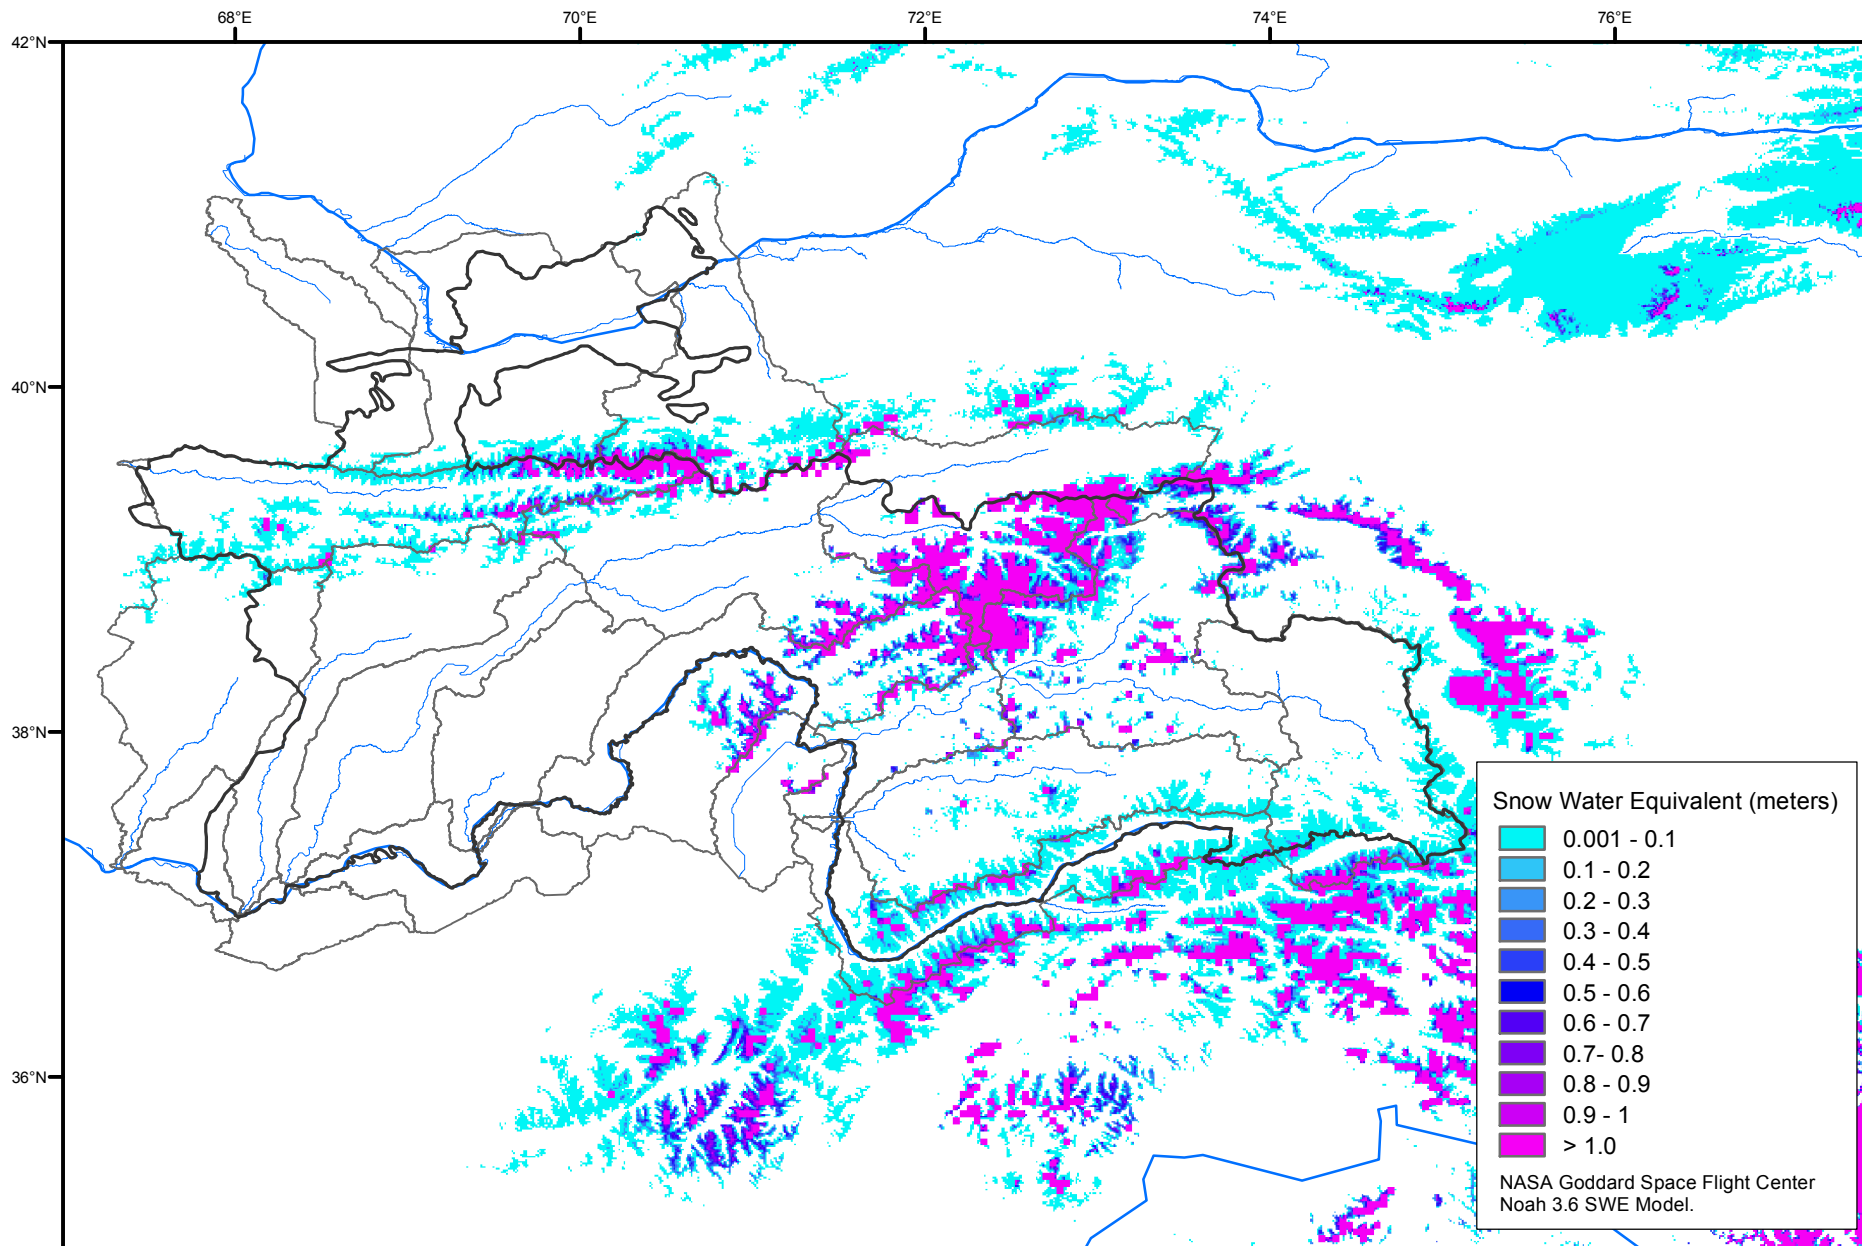 68°E
70°E
72°E
74°E
76°E
42°N
40°N
38°N
36°N
Snow Water Equivalent (meters)
0.001 - 0.1
0.1 - 0.2
0.2 - 0.3
0.3 - 0.4
0.4 - 0.5
0.5 - 0.6
0.6 - 0.7
0.7- 0.8
0.8 - 0.9
0.9 - 1
> 1.0
NASA Goddard Space Flight Center
Noah 3.6 SWE Model.